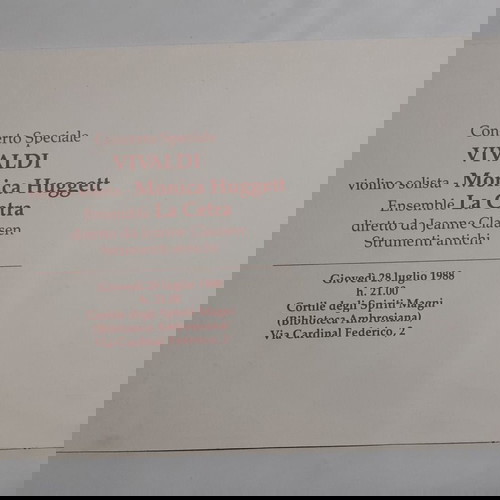 Concerto Speciale
VIVALDI
violino solista Monica Huggett
Ensemble La Cetra
diretto da Jeanne Claasen
Strumenti antichi
Giovedì 28 luglio 1988
h. 21.00
Cortile degli Spiriti Magni
(Biblioteca Ambrosiana)
Via Cardinal Federico, 2